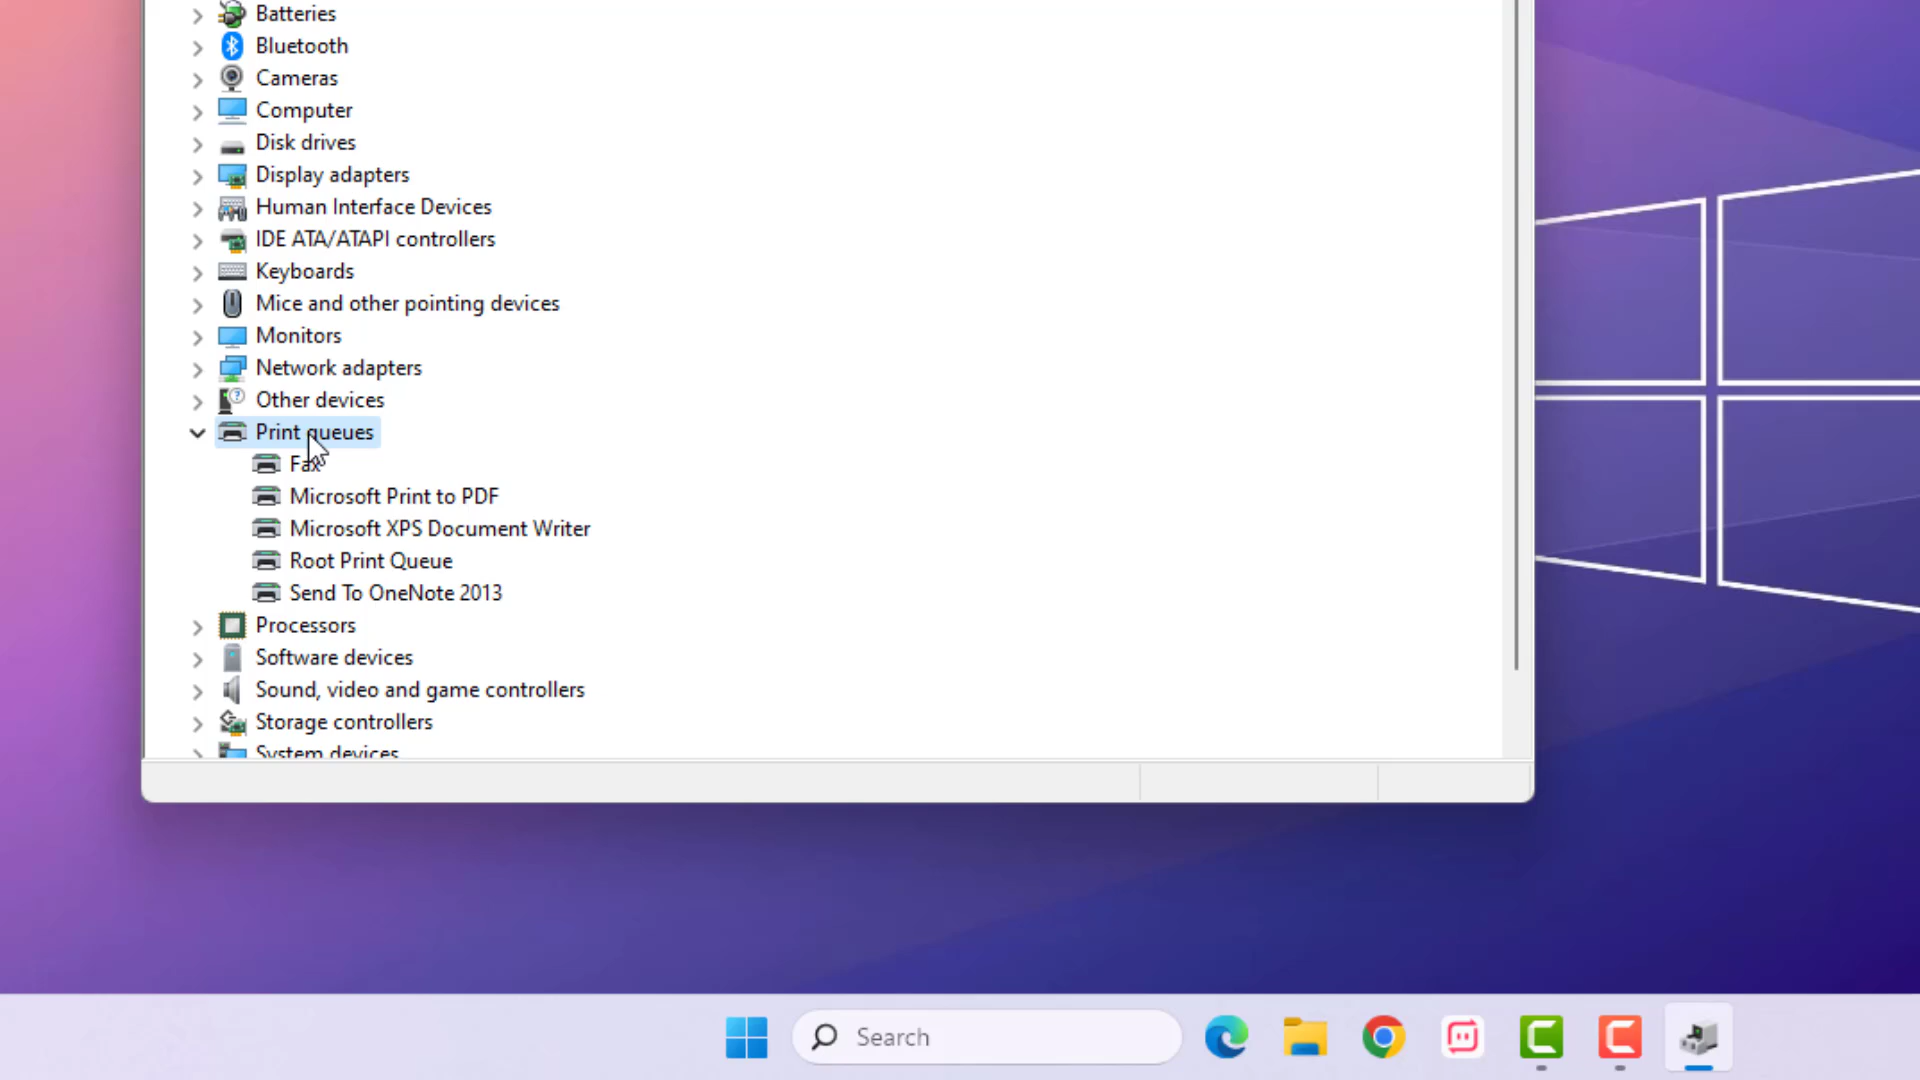 Batteries
Bluetooth
Cameras
Computer
Disk drives
Display adapters
Human Interface Devices
IDE ATA/ATAPI controllers
Keyboards
Mice and other pointing devices
Monitors
Network adapters
Other devices
Print queues
Fax
Microsoft Print to PDF
Microsoft XPS Document Writer
Root Print Queue
Send To OneNote 2013
Processors
Software devices
Sound, video and game controllers
Storage controllers
System devices
Search